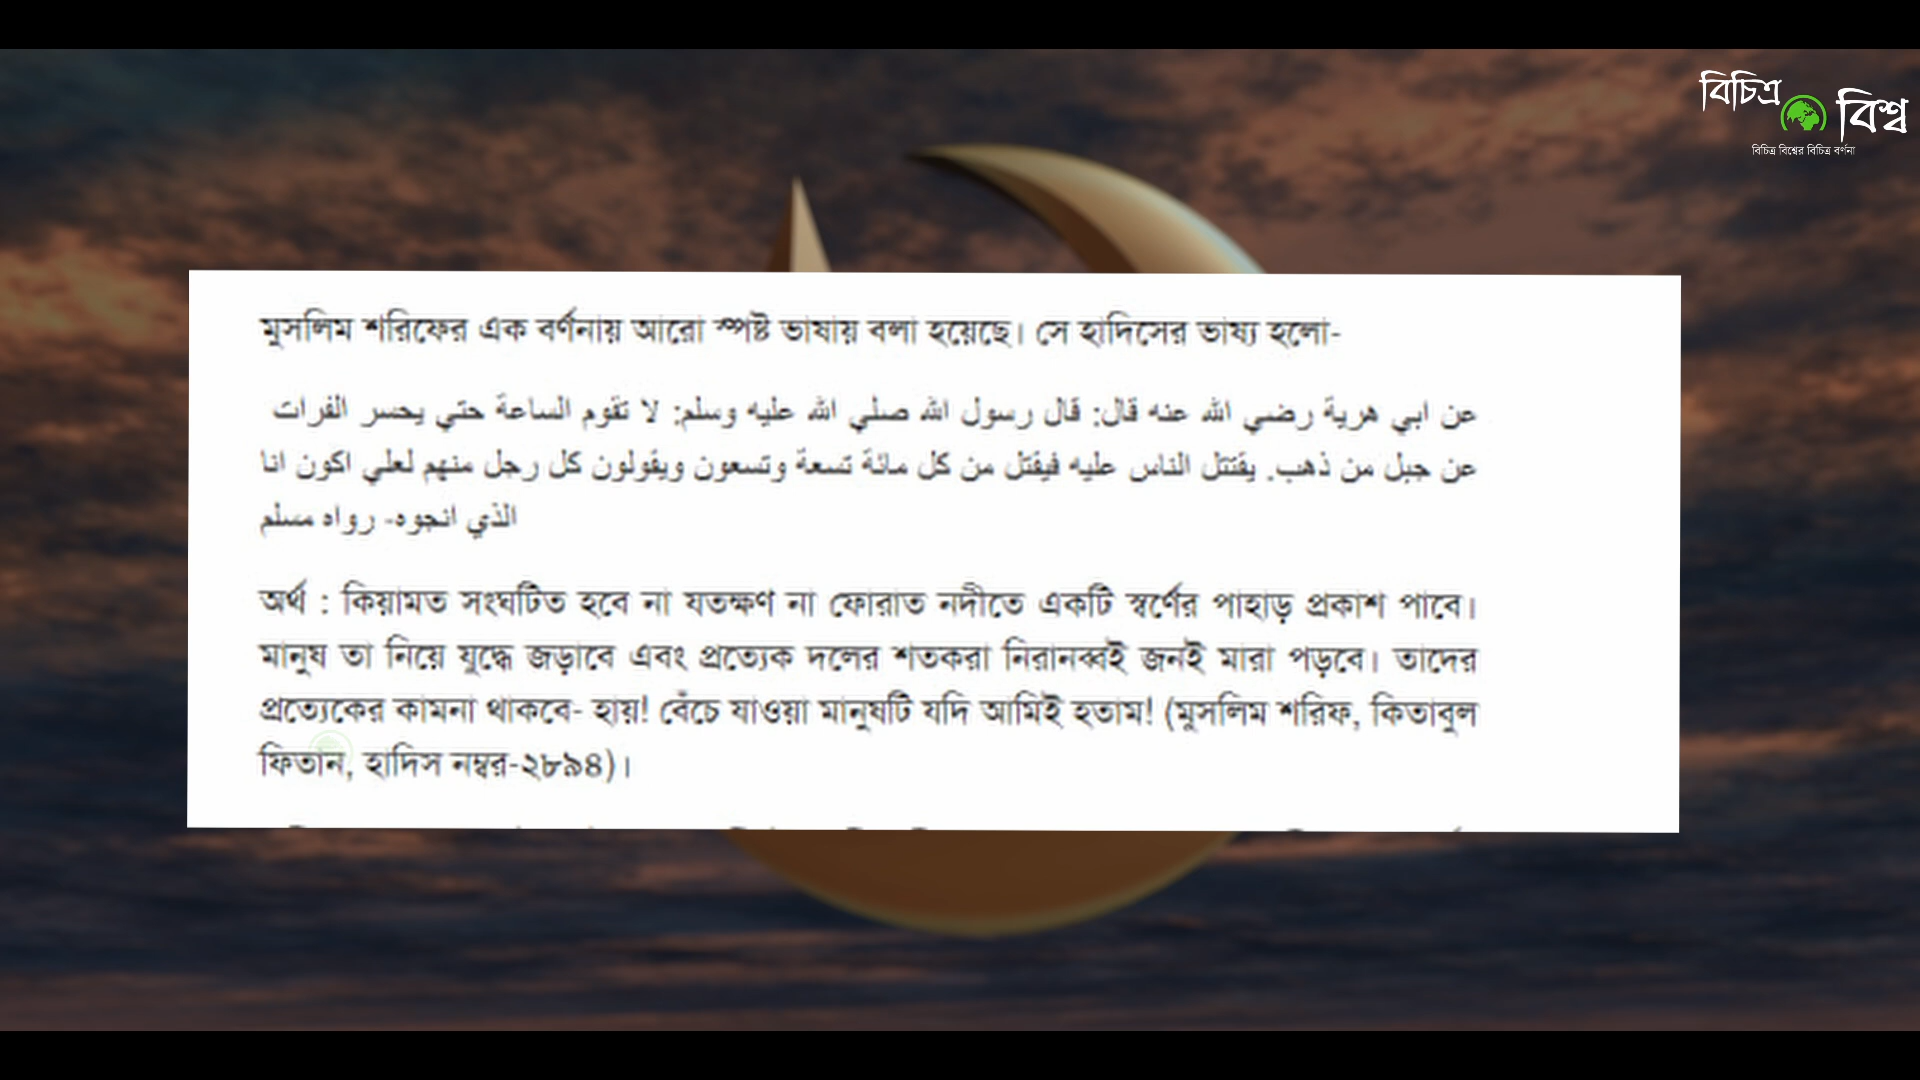 বিচিত্র বিশ্ব
বিচিত্র বিশ্বের বিচিত্র বর্ণনা
মুসলিম শরিফের এক বর্ণনায় আরো স্পষ্ট ভাষায় বলা হয়েছে। সে হাদিসের ভাষ্য হলো-
عن ابي هرية رضي الله عنه قال: قال رسول الله صلي الله عليه وسلم: لا تقوم الساعة حتي يحسر الفرات
عن جبل من ذهب. يقتتل الناس عليه فيقتل من كل مائة تسعة وتسعون ويقولون كل رجل منهم لعلي اكون انا
الذي انجوه- رواه مسلم
অর্থ : কিয়ামত সংঘটিত হবে না যতক্ষণ না ফোরাত নদীতে একটি স্বর্ণের পাহাড় প্রকাশ পাবে।
মানুষ তা নিয়ে যুদ্ধে জড়াবে এবং প্রত্যেক দলের শতকরা নিরানব্বই জনই মারা পড়বে। তাদের
প্রত্যেকের কামনা থাকবে- হায়! বেঁচে যাওয়া মানুষটি যদি আমিই হতাম! (মুসলিম শরিফ, কিতাবুল
ফিতান, হাদিস নম্বর-২৮৯৪)।